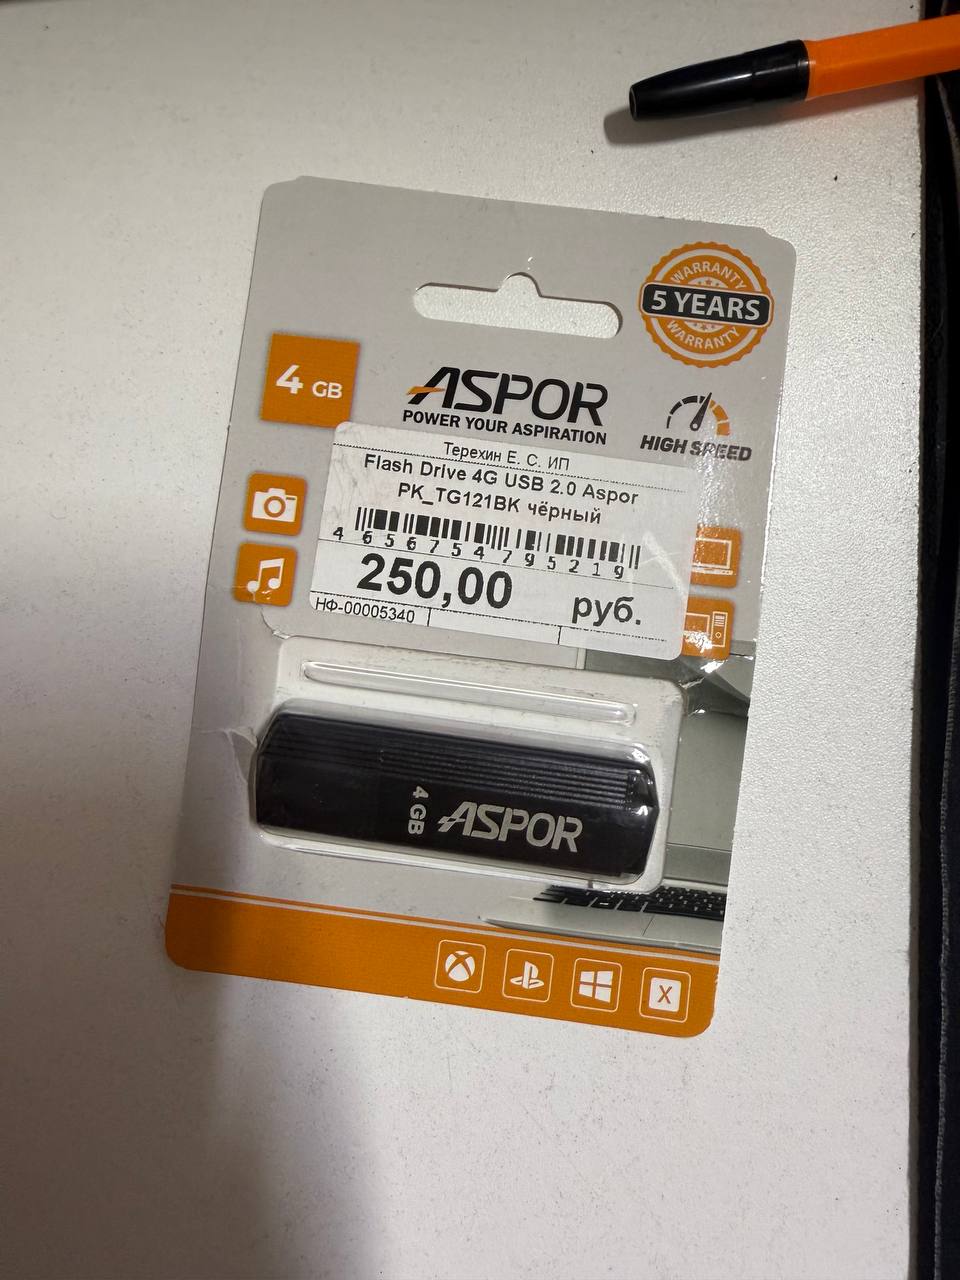 WARRANTY
5 YEARS
WARRANTY
4 GB
ASPOR
POWER YOUR ASPIRATION
HIGH SPEED
Терехин Е. С. ИП
Flash Drive 4G USB 2.0 Aspor
PK_TG121BK чёрный
4656754795219
250,00 руб.
НФ-00005340
4 GB ASPOR
X